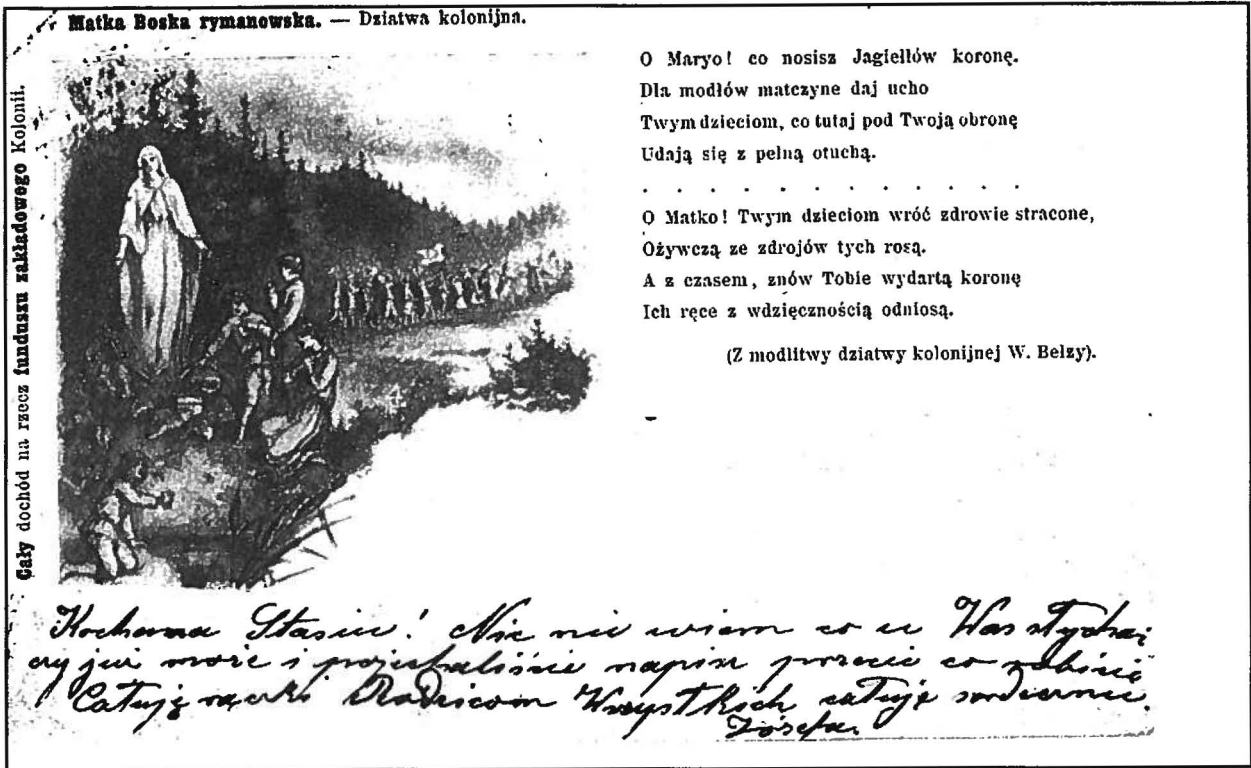 Matka Boska rymanowska. — Dziatwa kolonijna.
Cały dochód na rzecz funduszu zakładowego Kolonii.
O Maryo! co nosisz Jagiellów koronę.
Dla modłów matczyne daj ucho
Twym dzieciom, co tutaj pod Twoją obronę
Udają się z pełną otuchą.
. . . . . . . . . . . .
O Matko! Twym dzieciom wróć zdrowie stracone,
Ożywczą ze zdrojów tych rosą.
A z czasem, znów Tobie wydartą koronę
Ich ręce z wdzięcznością odniosą.
(Z modlitwy dziatwy kolonijnej W. Bełzy).
Kochana Stasiu! Nic nie wiem co u Was słychać
czy już może i pojechaliście napisz przecie co robicie
Całuję rączki Rodzicom Wszystkich całuję serdecznie.
Józefa.